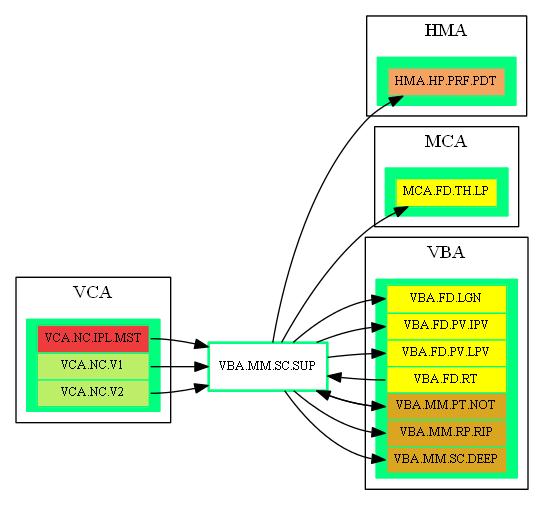 HMA
HMA.HP.PRF.PDT
MCA
MCA.FD.TH.LP
VBA
VBA.FD.LGN
VBA.FD.PV.IPV
VBA.FD.PV.LPV
VBA.FD.RT
VBA.MM.PT.NOT
VBA.MM.RP.RIP
VBA.MM.SC.DEEP
VCA
VCA.NC.IPL.MST
VCA.NC.V1
VCA.NC.V2
VBA.MM.SC.SUP